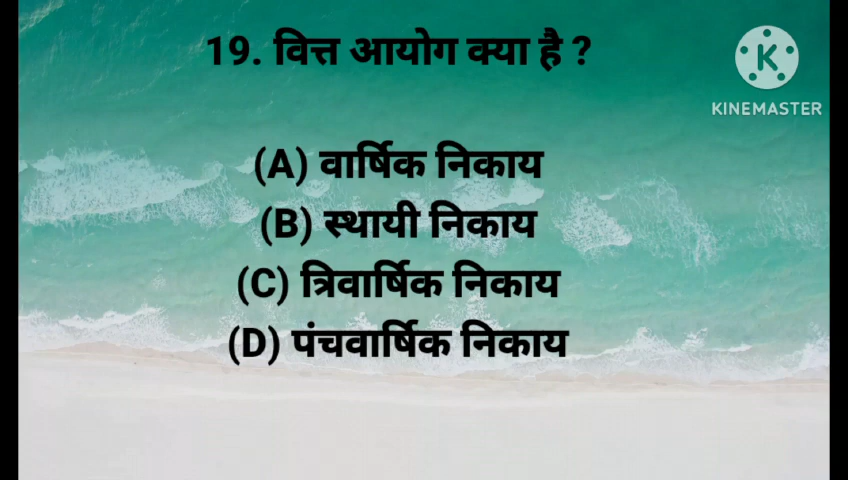 19. वित्त आयोग क्या है ?
K
KINEMASTER
(A) वार्षिक निकाय
(B) स्थायी निकाय
(C) त्रिवार्षिक निकाय
(D) पंचवार्षिक निकाय